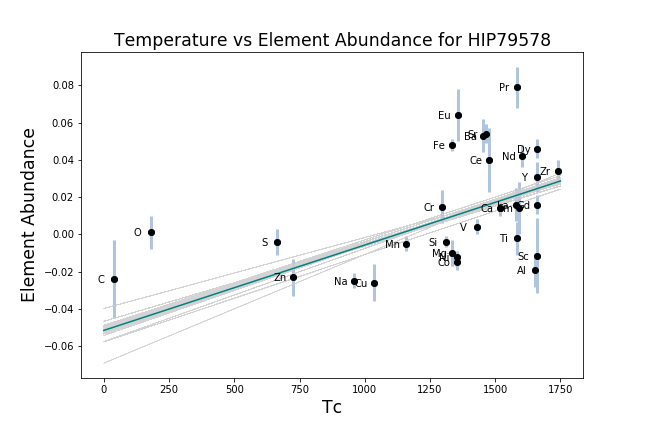 Temperature vs Element Abundance for HIP79578
Element Abundance
0.08
0.06
0.04
0.02
0.00
−0.02
−0.04
−0.06
Pr
Eu
Sr
Ba
Fe
Dy
Nd
Ce
Zr
Y
Cr
Ca
Gd
V
O
S
Mn
Si
Ti
Mg
Co
Sc
Al
C
Zn
Na
Cu
0
250
500
750
1000
1250
1500
1750
Tc